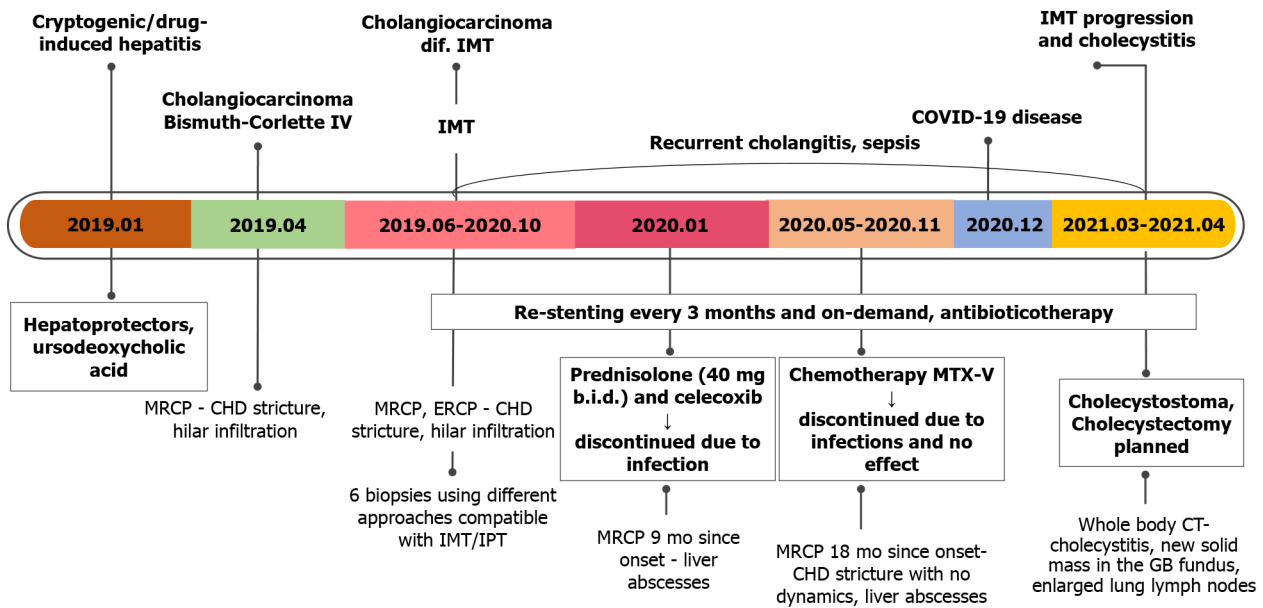 Cryptogenic/drug-
induced hepatitis
Cholangiocarcinoma
Bismuth-Corlette IV
Cholangiocarcinoma
dif. IMT
IMT
Recurrent cholangitis, sepsis
COVID-19 disease
IMT progression
and cholecystitis
2019.01
2019.04
2019.06-2020.10
2020.01
2020.05-2020.11
2020.12
2021.03-2021.04
Hepatoprotectors,
ursodeoxycholic
acid
MRCP - CHD stricture,
hilar infiltration
Re-stenting every 3 months and on-demand, antibioticotherapy
MRCP, ERCP - CHD
stricture, hilar infiltration
6 biopsies using different
approaches compatible
with IMT/IPT
Prednisolone (40 mg
b.i.d.) and celecoxib
↓
discontinued due to
infection
MRCP 9 mo since
onset - liver
abscesses
Chemotherapy MTX-V
↓
discontinued due to
infections and no
effect
MRCP 18 mo since onset-
CHD stricture with no
dynamics, liver abscesses
Cholecystostoma,
Cholecystectomy
planned
Whole body CT-
cholecystitis, new solid
mass in the GB fundus,
enlarged lung lymph nodes